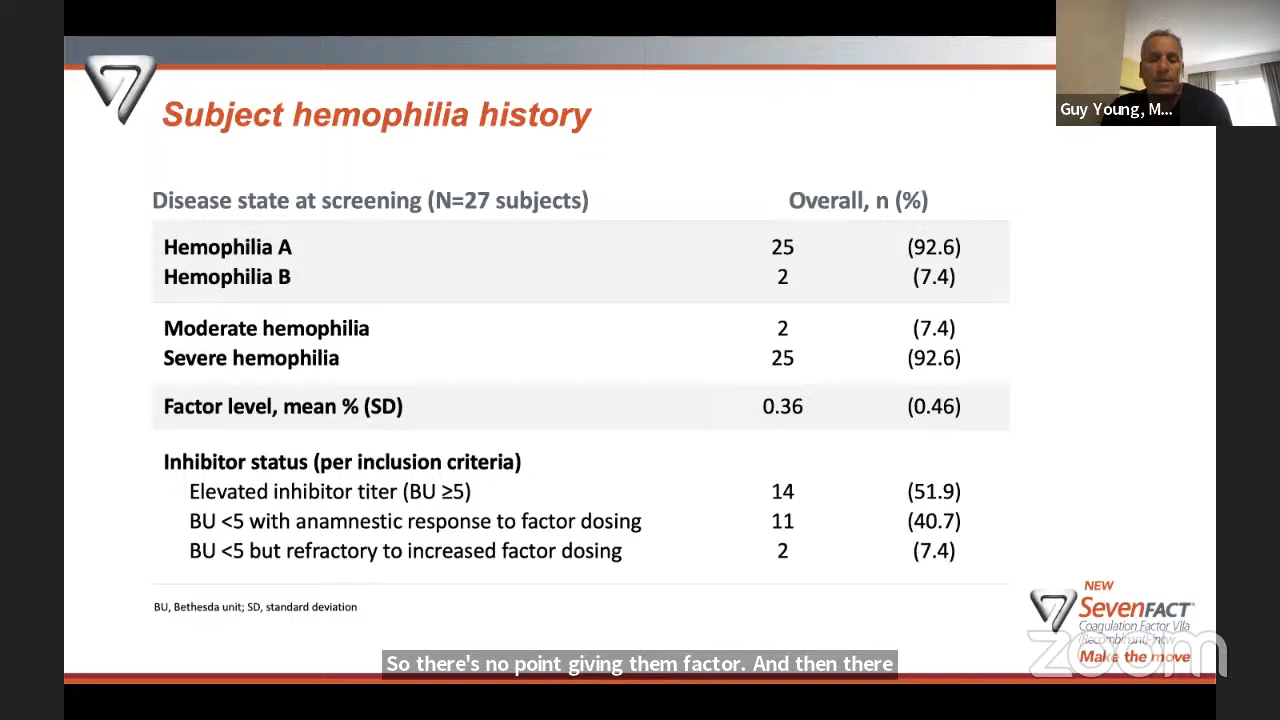 Guy Young, M...
Subject hemophilia history
Disease state at screening (N=27 subjects) Overall, n (%)
Hemophilia A 25 (92.6)
Hemophilia B 2 (7.4)
Moderate hemophilia 2 (7.4)
Severe hemophilia 25 (92.6)
Factor level, mean % (SD) 0.36 (0.46)
Inhibitor status (per inclusion criteria)
Elevated inhibitor titer (BU ≥5) 14 (51.9)
BU <5 with anamnestic response to factor dosing 11 (40.7)
BU <5 but refractory to increased factor dosing 2 (7.4)
BU, Bethesda unit; SD, standard deviation
NEW
SEVENFACT
Coagulation Factor VIIa
(Recombinant)-jncw
Make the move
zoom
So there's no point giving them factor. And then there